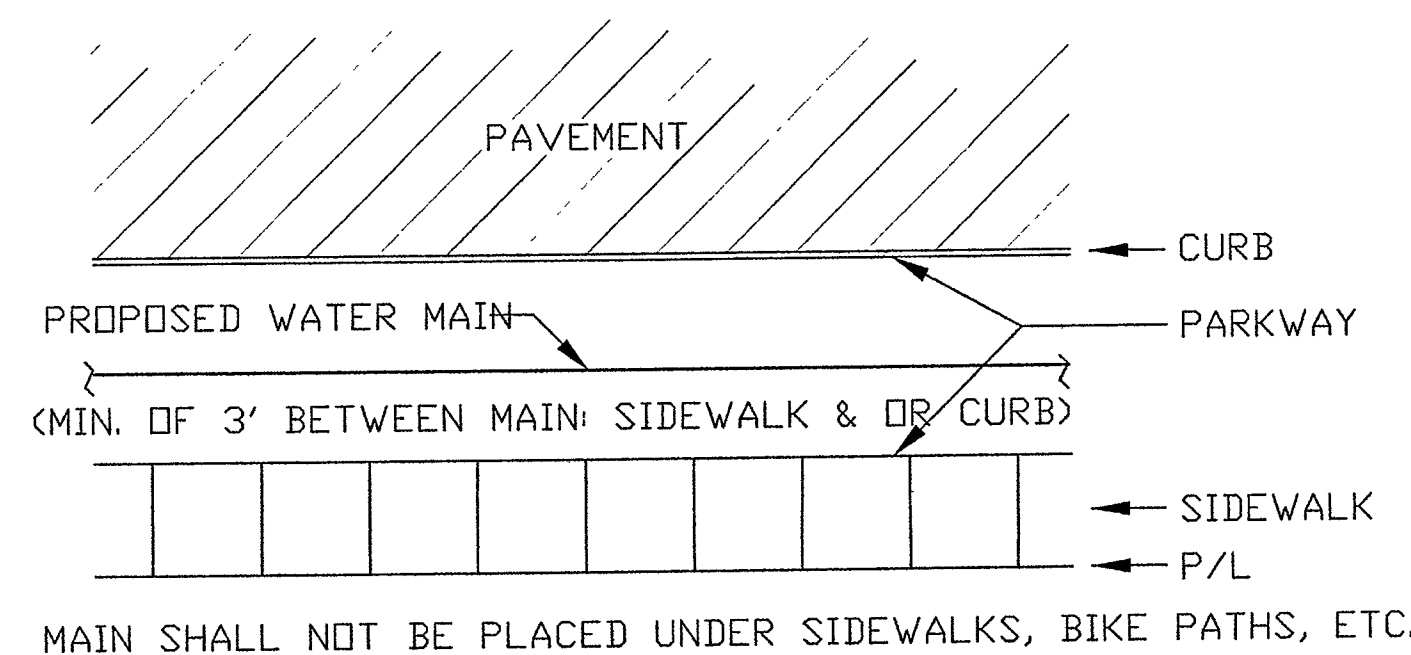 PAVEMENT
CURB
PROPOSED WATER MAIN
PARKWAY
(MIN. OF 3' BETWEEN MAIN: SIDEWALK & OR CURB)
SIDEWALK
P/L
MAIN SHALL NOT BE PLACED UNDER SIDEWALKS, BIKE PATHS, ETC.